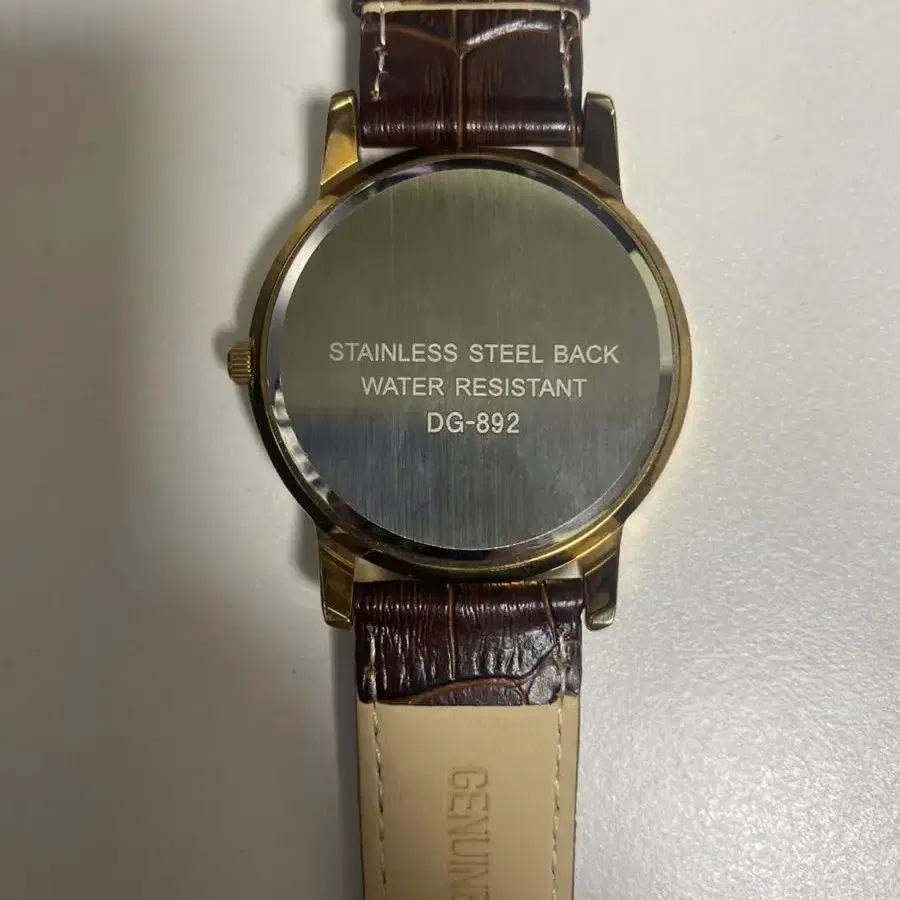 STAINLESS STEEL BACK
WATER RESISTANT
DG-892
GENUINE